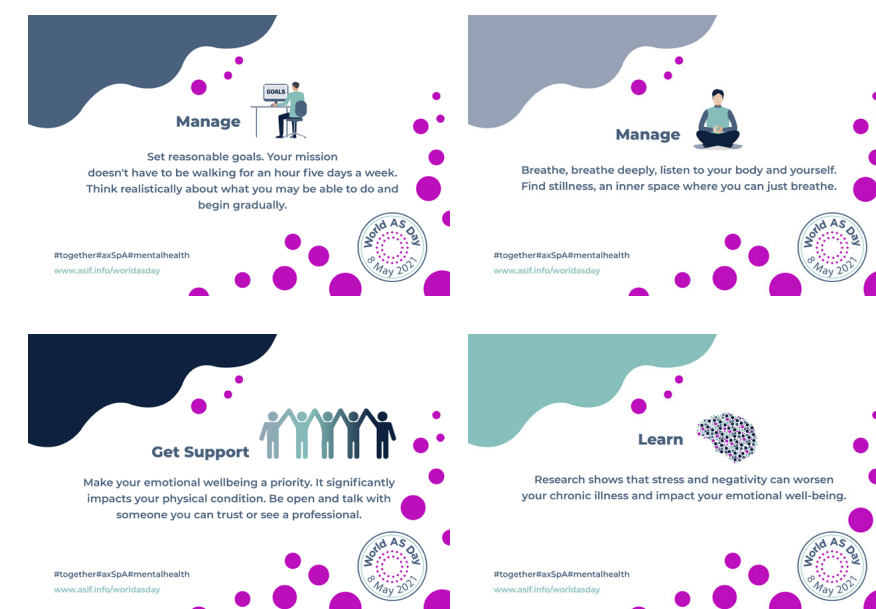 GOALS
Manage
Set reasonable goals. Your mission
doesn't have to be walking for an hour five days a week.
Think realistically about what you may be able to do and
begin gradually.
World AS Day
8 May 2021
#together#axSpA#mentalhealth
www.asif.info/worldasday
Manage
Breathe, breathe deeply, listen to your body and yourself.
Find stillness, an inner space where you can just breathe.
World AS Day
8 May 2021
#together#axSpA#mentalhealth
www.asif.info/worldasday
Get Support
Make your emotional wellbeing a priority. It significantly
impacts your physical condition. Be open and talk with
someone you can trust or see a professional.
World AS Day
8 May 2021
#together#axSpA#mentalhealth
www.asif.info/worldasday
Learn
Research shows that stress and negativity can worsen
your chronic illness and impact your emotional well-being.
World AS Day
8 May 2021
#together#axSpA#mentalhealth
www.asif.info/worldasday